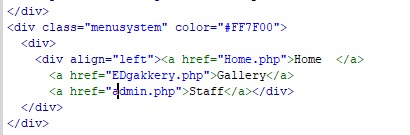 </div>
<div class="menusystem" color="#FF7F00">
<div>
<div align="left"><a href="Home.php">Home  </a>
<a href="EDgakkery.php">Gallery</a>
<a href="admin.php">Staff</a></div>
</div>
</div>